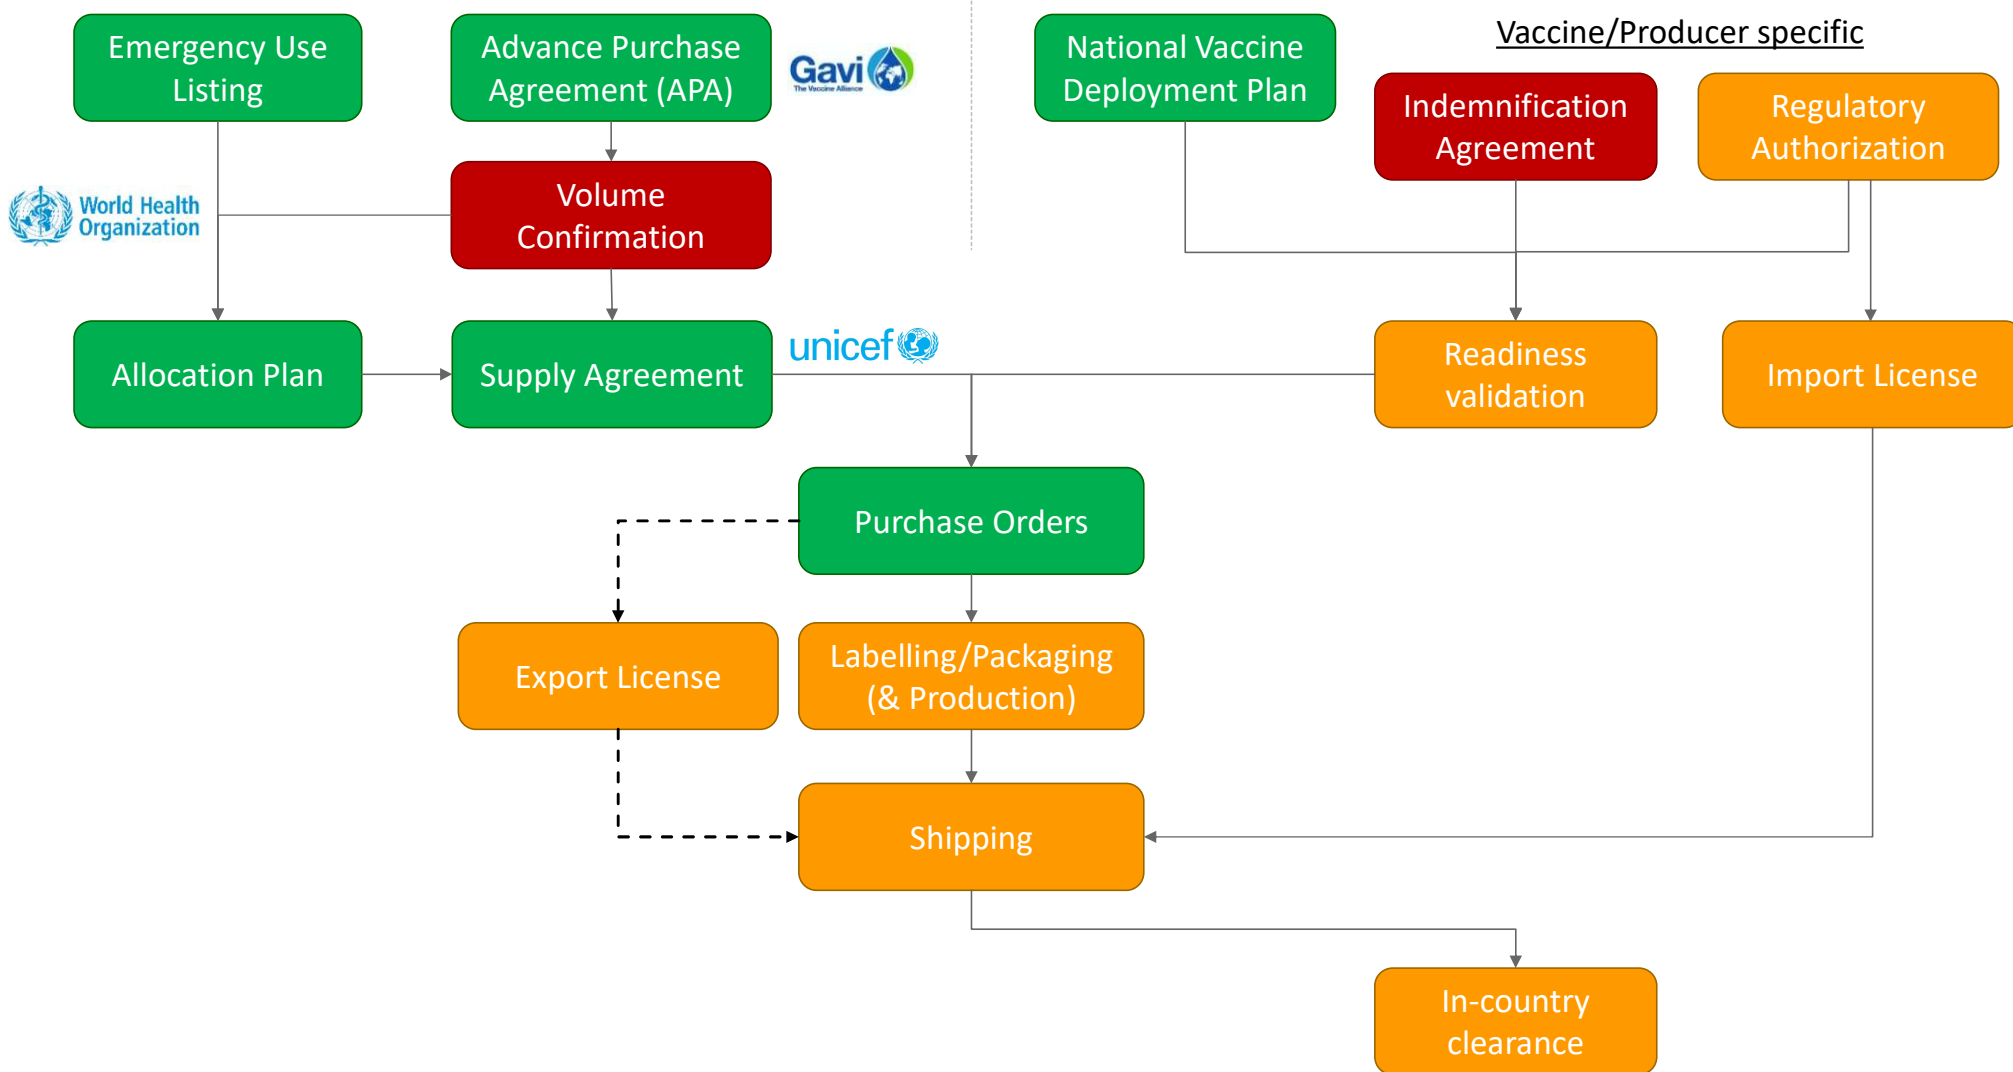 Emergency Use
Listing
Advance Purchase
Agreement (APA)
Gavi
The Vaccine Alliance
National Vaccine
Deployment Plan
Vaccine/Producer specific
Indemnification
Agreement
Regulatory
Authorization
World Health
Organization
Volume
Confirmation
Allocation Plan
Supply Agreement
unicef
Readiness
validation
Import License
Purchase Orders
Export License
Labelling/Packaging
(& Production)
Shipping
In-country
clearance